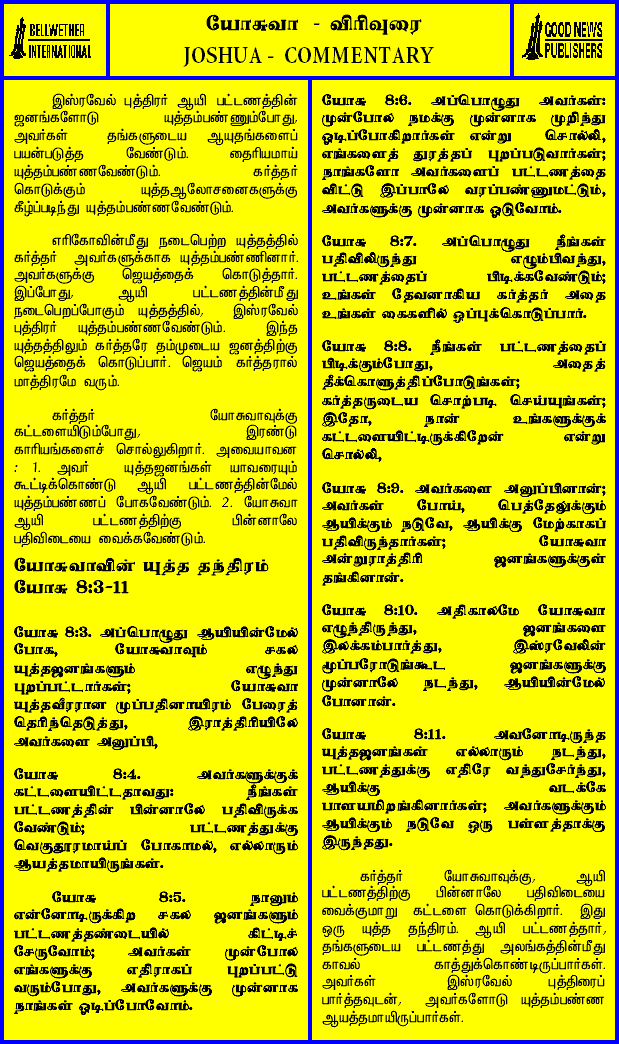 BELLWETHER
INTERNATIONAL
யோசுவா - விரிவுரை
JOSHUA - COMMENTARY
GOOD NEWS
PUBLISHERS
இஸ்ரவேல் புத்திரர் ஆயி பட்டணத்தின்
ஜனங்களோடு யுத்தம்பண்ணும்போது,
அவர்கள் தங்களுடைய ஆயுதங்களைப்
பயன்படுத்த வேண்டும். தைரியமாய்
யுத்தம்பண்ணவேண்டும். கர்த்தர்
கொடுக்கும் யுத்தஆலோசனைகளுக்கு
கீழ்ப்படிந்து யுத்தம்பண்ணவேண்டும்.
எரிகோவின்மீது நடைபெற்ற யுத்தத்தில்
கர்த்தர் அவர்களுக்காக யுத்தம்பண்ணினார்.
அவர்களுக்கு ஜெயத்தைக் கொடுத்தார்.
இப்போது, ஆயி பட்டணத்தின்மீது
நடைபெறப்போகும் யுத்தத்தில், இஸ்ரவேல்
புத்திரர் யுத்தம்பண்ணவேண்டும். இந்த
யுத்தத்திலும் கர்த்தரே தம்முடைய ஜனத்திற்கு
ஜெயத்தைக் கொடுப்பார். ஜெயம் கர்த்தரால்
மாத்திரமே வரும்.
கர்த்தர் யோசுவாவுக்கு
கட்டளையிடும்போது, இரண்டு
காரியங்களைச் சொல்லுகிறார். அவையாவன
: 1. அவர் யுத்தஜனங்கள் யாவரையும்
கூட்டிக்கொண்டு ஆயி பட்டணத்தின்மேல்
யுத்தம்பண்ணப் போகவேண்டும். 2. யோசுவா
ஆயி பட்டணத்திற்கு பின்னாலே
பதிவிடையை வைக்கவேண்டும்.
யோசுவாவின் யுத்த தந்திரம்
யோசு 8:3-11
யோசு 8:3. அப்பொழுது ஆயியின்மேல்
போக, யோசுவாவும் சகல
யுத்தஜனங்களும் எழுந்து
புறப்பட்டார்கள்; யோசுவா
யுத்தவீரரான முப்பதினாயிரம் பேரைத்
தெரிந்தெடுத்து, இராத்திரியிலே
அவர்களை அனுப்பி,
யோசு 8:4. அவர்களுக்குக்
கட்டளையிட்டதாவது: நீங்கள்
பட்டணத்தின் பின்னாலே பதிவிருக்க
வேண்டும்; பட்டணத்துக்கு
வெகுதூரமாய்ப் போகாமல், எல்லாரும்
ஆயத்தமாயிருங்கள்.
யோசு 8:5. நானும்
என்னோடிருக்கிற சகல ஜனங்களும்
பட்டணத்தண்டையில் கிட்டிச்
சேருவோம்; அவர்கள் முன்போல
எங்களுக்கு எதிராகப் புறப்பட்டு
வரும்போது, அவர்களுக்கு முன்னாக
நாங்கள் ஓடிப்போவோம்.
யோசு 8:6. அப்பொழுது அவர்கள்:
முன்போல் நமக்கு முன்னாக முறிந்து
ஓடிப்போகிறார்கள் என்று சொல்லி,
எங்களைத் துரத்தப் புறப்படுவார்கள்;
நாங்களோ அவர்களைப் பட்டணத்தை
விட்டு இப்பாலே வரப்பண்ணுமட்டும்,
அவர்களுக்கு முன்னாக ஓடுவோம்.
யோசு 8:7. அப்பொழுது நீங்கள்
பதிவிலிருந்து எழும்பிவந்து,
பட்டணத்தைப் பிடிக்கவேண்டும்;
உங்கள் தேவனாகிய கர்த்தர் அதை
உங்கள் கைகளில் ஒப்புக்கொடுப்பார்.
யோசு 8:8. நீங்கள் பட்டணத்தைப்
பிடிக்கும்போது, அதைத்
தீக்கொளுத்திப்போடுங்கள்;
கர்த்தருடைய சொற்படி செய்யுங்கள்;
இதோ, நான் உங்களுக்குக்
கட்டளையிட்டிருக்கிறேன் என்று
சொல்லி,
யோசு 8:9. அவர்களை அனுப்பினான்;
அவர்கள் போய், பெத்தேலுக்கும்
ஆயிக்கும் நடுவே, ஆயிக்கு மேற்காகப்
பதிவிருந்தார்கள்; யோசுவா
அன்றுராத்திரி ஜனங்களுக்குள்
தங்கினான்.
யோசு 8:10. அதிகாலமே யோசுவா
எழுந்திருந்து, ஜனங்களை
இலக்கம்பார்த்து, இஸ்ரவேலின்
மூப்பரோடுங்கூட ஜனங்களுக்கு
முன்னாலே நடந்து, ஆயியின்மேல்
போனான்.
யோசு 8:11. அவனோடிருந்த
யுத்தஜனங்கள் எல்லாரும் நடந்து,
பட்டணத்துக்கு எதிரே வந்துசேர்ந்து,
ஆயிக்கு வடக்கே
பாளயமிறங்கினார்கள்; அவர்களுக்கும்
ஆயிக்கும் நடுவே ஒரு பள்ளத்தாக்கு
இருந்தது.
கர்த்தர் யோசுவாவுக்கு, ஆயி
பட்டணத்திற்கு பின்னாலே பதிவிடையை
வைக்குமாறு கட்டளை கொடுக்கிறார். இது
ஒரு யுத்த தந்திரம். ஆயி பட்டணத்தார்,
தங்களுடைய பட்டணத்து அலங்கத்தின்மீது
காவல் காத்துக்கொண்டிருப்பார்கள்.
அவர்கள் இஸ்ரவேல் புத்திரைப்
பார்த்தவுடன், அவர்களோடு யுத்தம்பண்ண
ஆயத்தமாயிருப்பார்கள்.